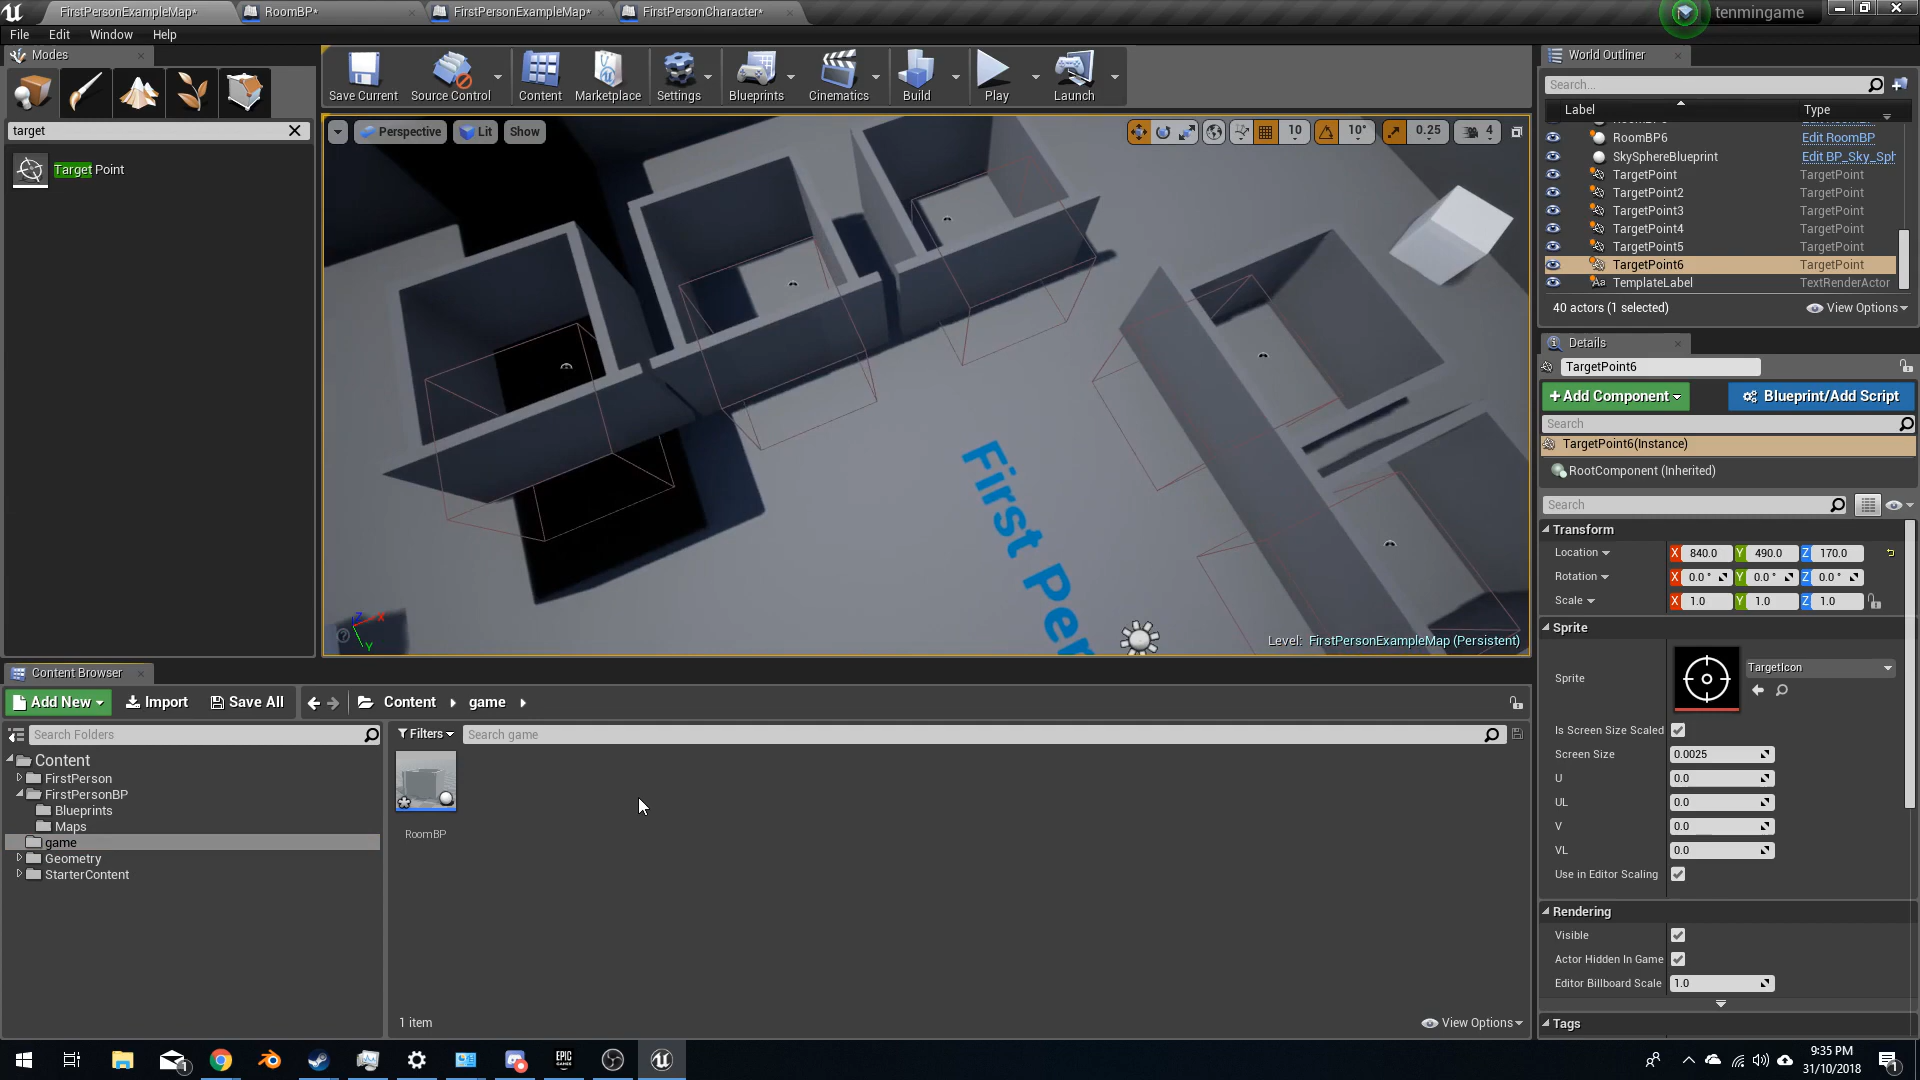 FirstPersonExampleMap*
RoomBP*
FirstPersonExampleMap*
FirstPersonCharacter*
tenmingame
File Edit Window Help
Modes
target
Target Point
Save Current
Source Control
Content
Marketplace
Settings
Blueprints
Cinematics
Build
Play
Launch
Perspective
Lit
Show
10
10°
0.25
4
First Per
Level: FirstPersonExampleMap (Persistent)
X
Y
World Outliner
Search...
Label Type
RoomBP6 Edit RoomBP
SkySphereBlueprint Edit BP_Sky_Sph
TargetPoint TargetPoint
TargetPoint2 TargetPoint
TargetPoint3 TargetPoint
TargetPoint4 TargetPoint
TargetPoint5 TargetPoint
TargetPoint6 TargetPoint
TemplateLabel TextRenderActor
40 actors (1 selected)
View Options
Details
TargetPoint6
+Add Component
Blueprint/Add Script
Search
TargetPoint6(Instance)
RootComponent (Inherited)
Search
Transform
Location X 840.0 Y 490.0 Z 170.0
Rotation X 0.0 ° Y 0.0 ° Z 0.0 °
Scale X 1.0 Y 1.0 Z 1.0
Sprite
Sprite
TargetIcon
Is Screen Size Scaled
Screen Size 0.0025
U 0.0
UL 0.0
V 0.0
VL 0.0
Use in Editor Scaling
Rendering
Visible
Actor Hidden In Game
Editor Billboard Scale 1.0
Tags
Content Browser
Add New
Import
Save All
Content
game
Search Folders
Filters
Search game
Content
FirstPerson
FirstPersonBP
Blueprints
Maps
game
Geometry
StarterContent
RoomBP
1 item
View Options
EPIC
GAMES
9:35 PM
31/10/2018
1
1